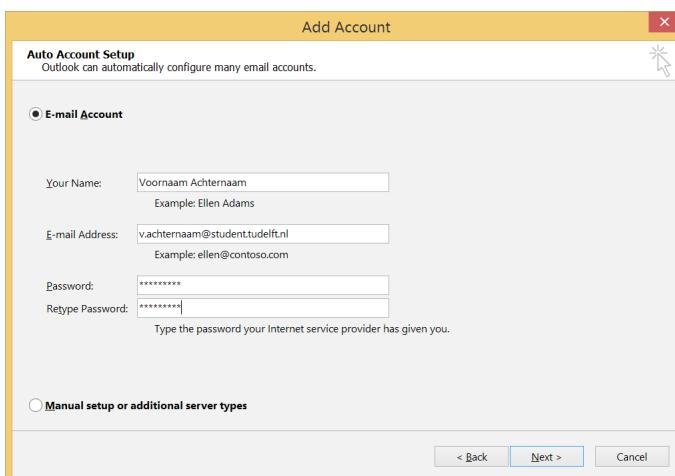 Add Account
Auto Account Setup
Outlook can automatically configure many email accounts.
E-mail Account
Your Name: Voornaam Achternaam
Example: Ellen Adams
E-mail Address: v.achternaam@student.tudelft.nl
Example: ellen@contoso.com
Password: *********
Retype Password: *********
Type the password your Internet service provider has given you.
Manual setup or additional server types
< Back Next > Cancel